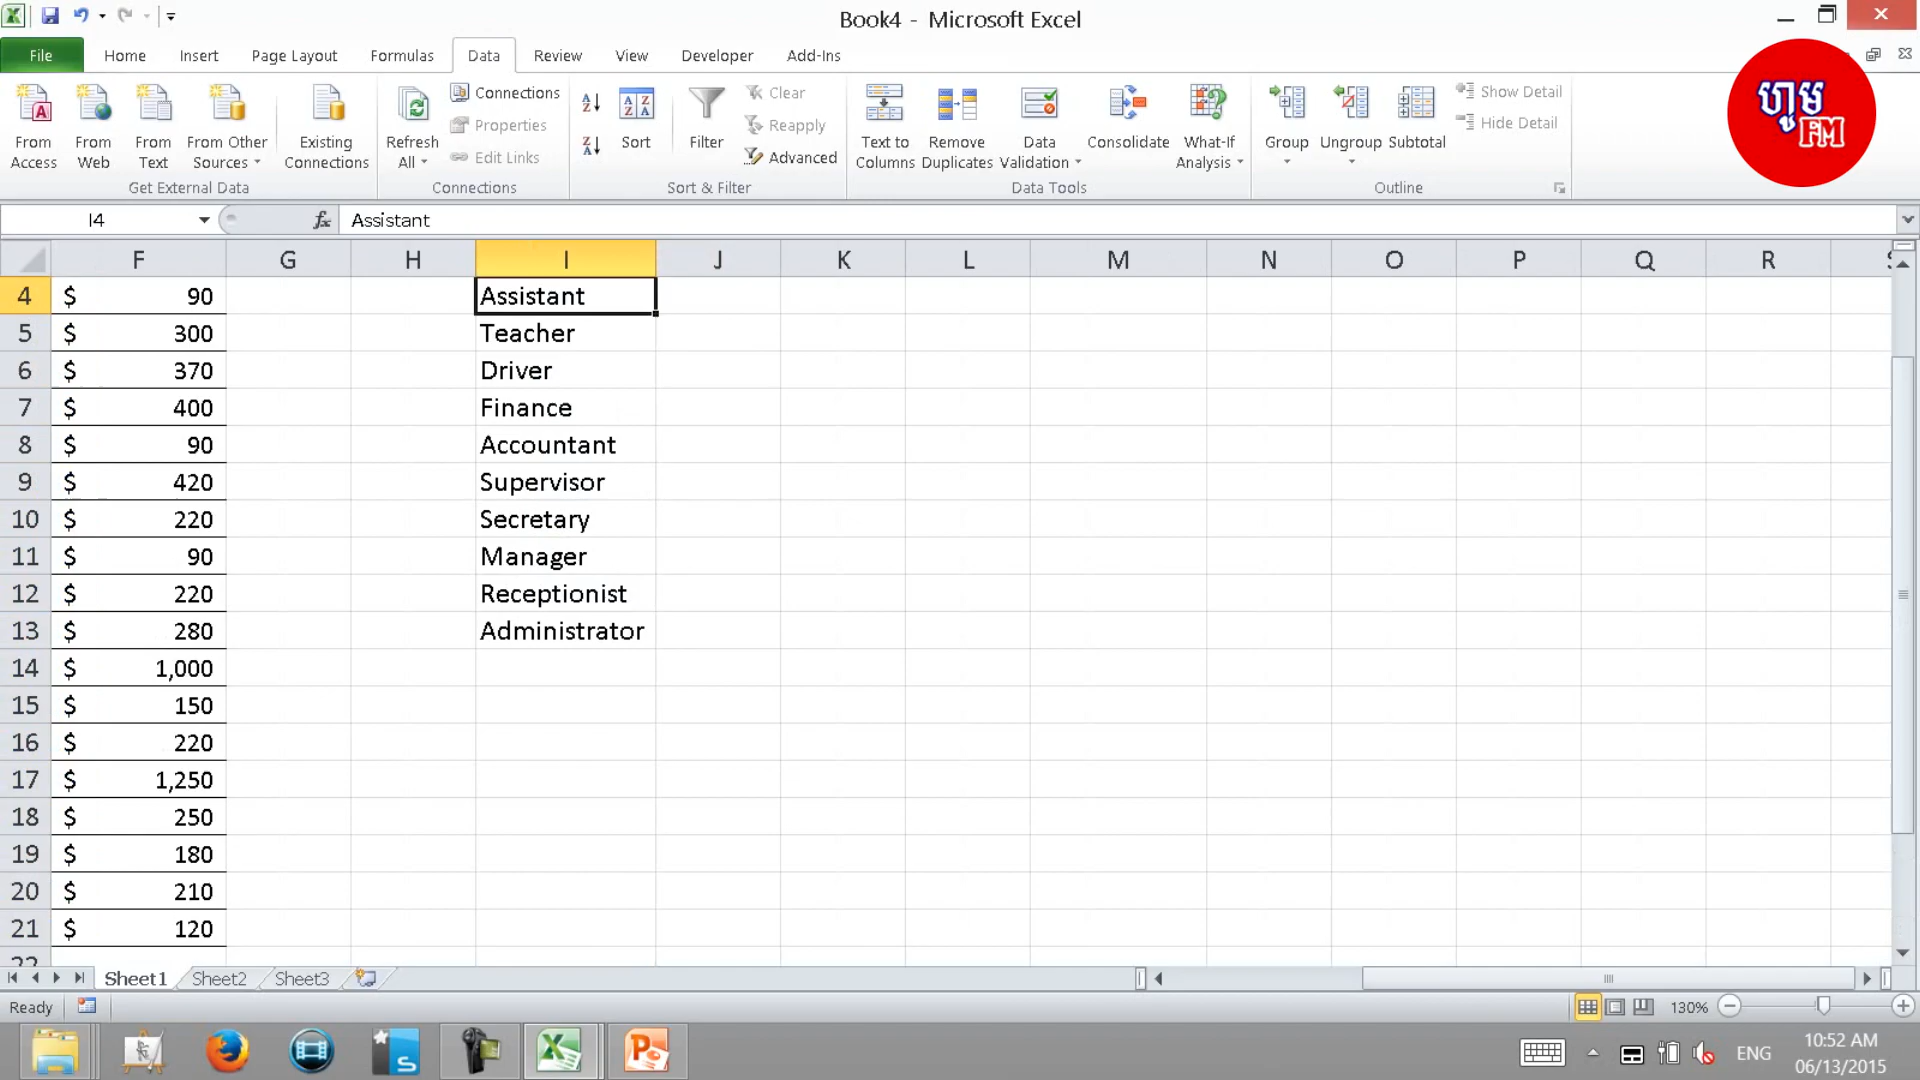 Book4 - Microsoft Excel
File Home Insert Page Layout Formulas Data Review View Developer Add-Ins
From Access
From Web
From Text
From Other Sources
Get External Data
Existing Connections
Refresh All
Connections
Properties
Edit Links
Connections
Sort
Filter
Clear
Reapply
Advanced
Sort & Filter
Text to Columns
Remove Duplicates
Data Validation
Consolidate
What-If Analysis
Data Tools
Group
Ungroup
Subtotal
Show Detail
Hide Detail
Outline
ហ្គូម
FM
I4 fx Assistant
F G H I J K L M N O P Q R
4 $ 90 Assistant
5 $ 300 Teacher
6 $ 370 Driver
7 $ 400 Finance
8 $ 90 Accountant
9 $ 420 Supervisor
10 $ 220 Secretary
11 $ 90 Manager
12 $ 220 Receptionist
13 $ 280 Administrator
14 $ 1,000
15 $ 150
16 $ 220
17 $ 1,250
18 $ 250
19 $ 180
20 $ 210
21 $ 120
22
Sheet1 Sheet2 Sheet3
Ready 130%
ENG
10:52 AM
06/13/2015